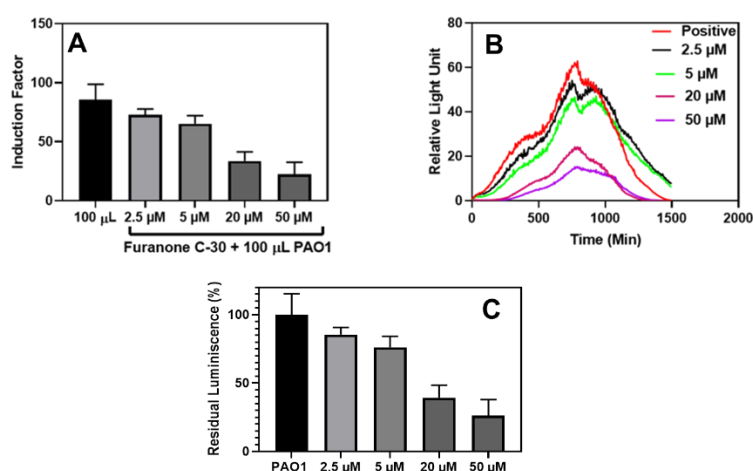 A
Induction Factor
150
100
50
0
100 µL
2.5 µM
5 µM
20 µM
50 µM
Furanone C-30 + 100 µL PAO1
B
Relative Light Unit
80
60
40
20
0
0
500
1000
1500
2000
Time (Min)
Positive
2.5 µM
5 µM
20 µM
50 µM
C
Residual Luminiscence (%)
100
50
0
PAO1
2.5 µM
5 µM
20 µM
50 µM